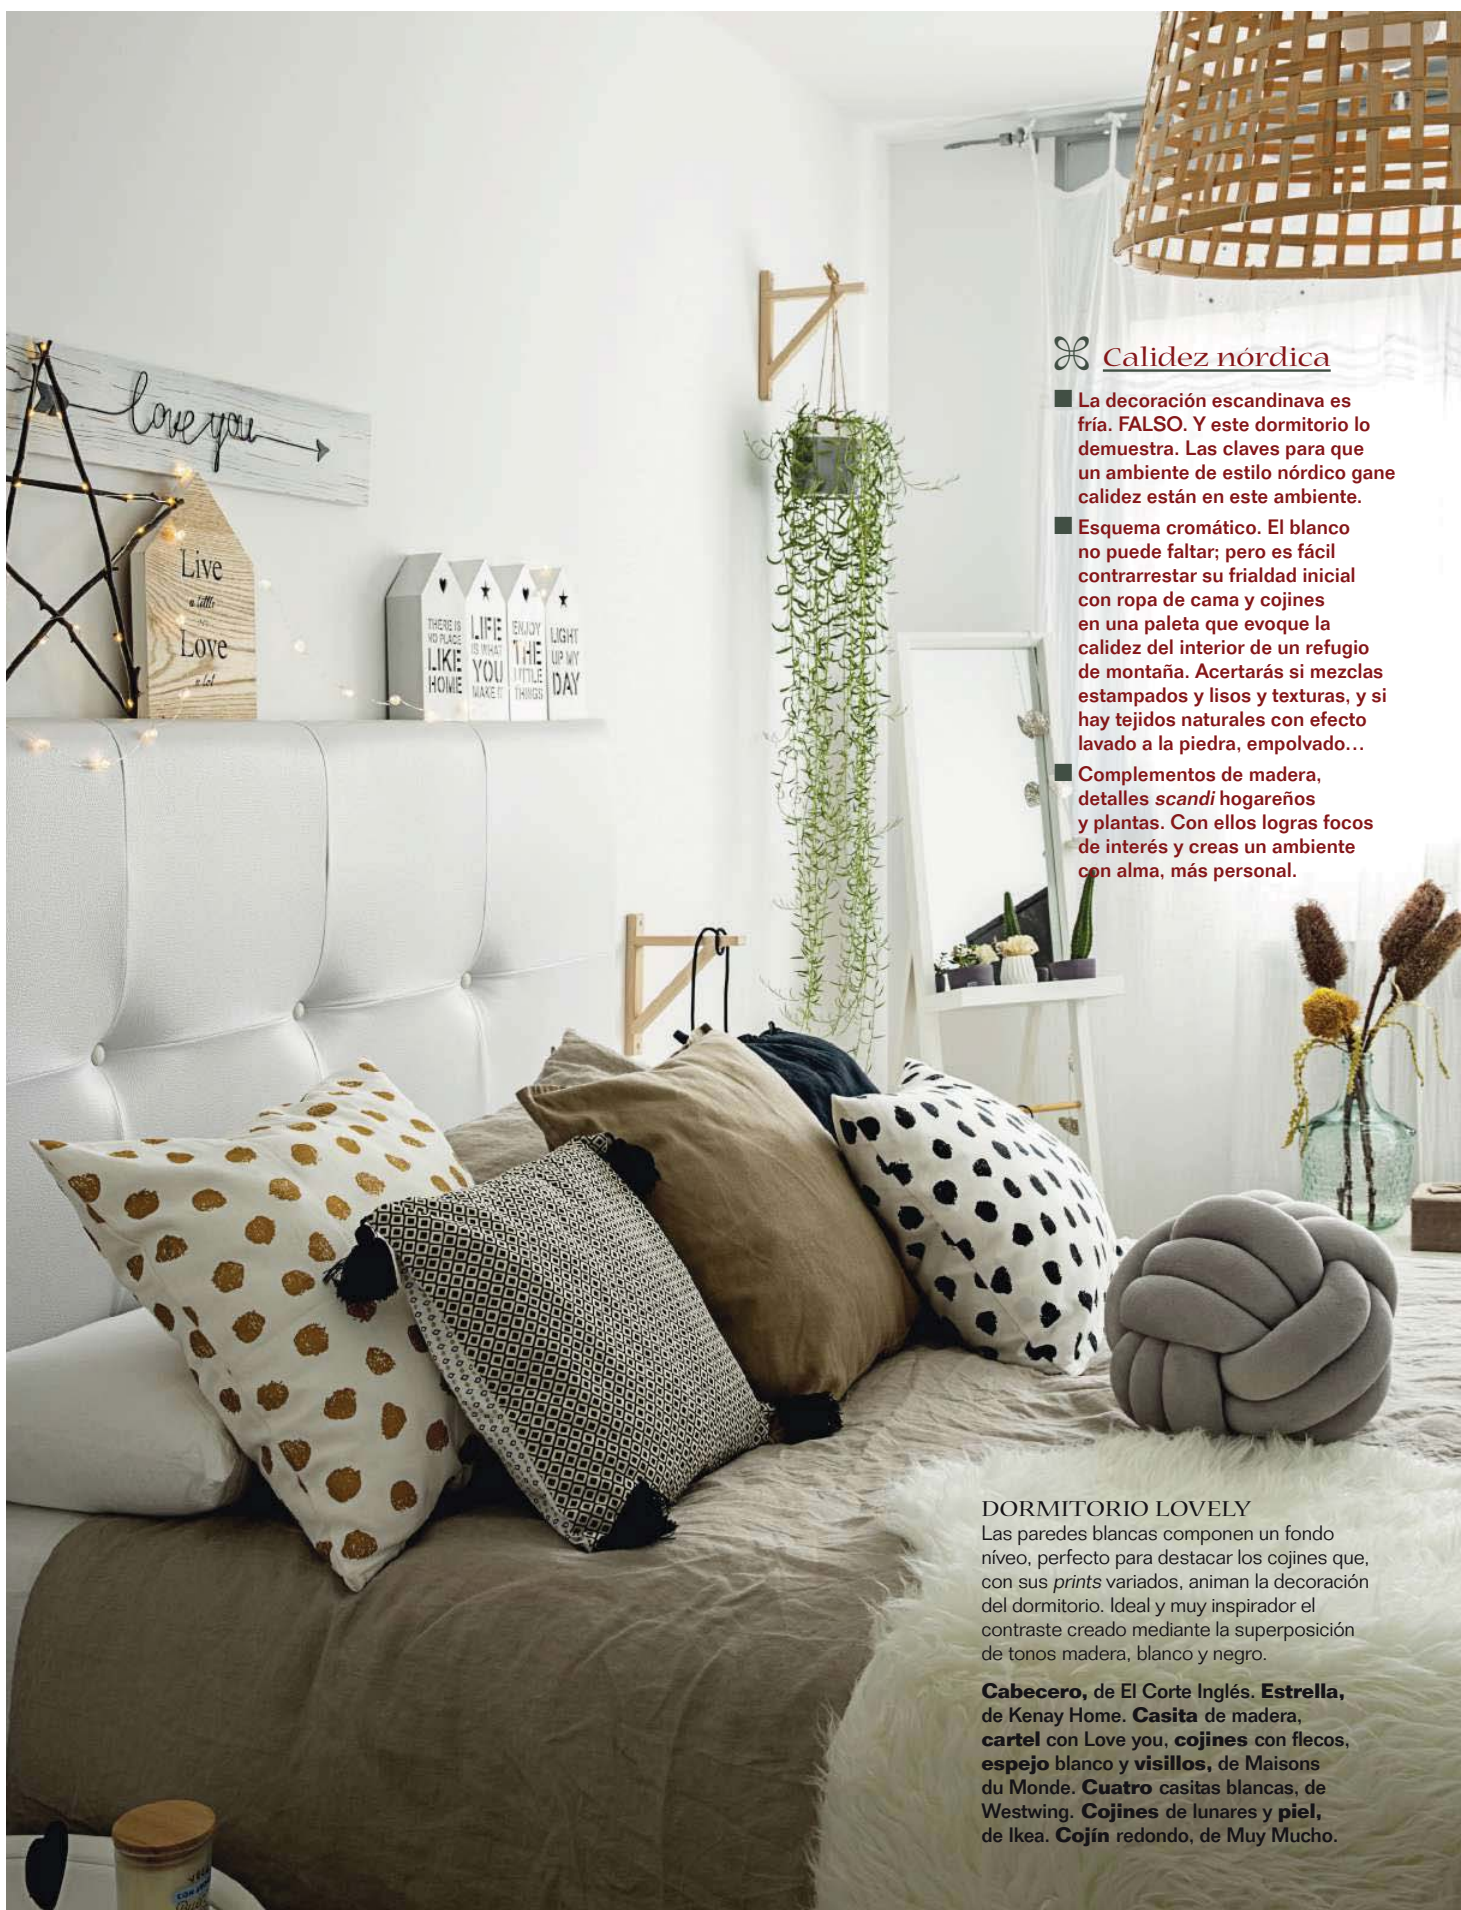 love you
Live
a little
Love
a lot
THERE IS
NO PLACE
LIKE
HOME
LIFE
IS WHAT
YOU
MAKE IT
ENJOY
THE
LITTLE
THINGS
LIGHT
UP MY
DAY
Calidez nórdica
La decoración escandinava es
fría. FALSO. Y este dormitorio lo
demuestra. Las claves para que
un ambiente de estilo nórdico gane
calidez están en este ambiente.
Esquema cromático. El blanco
no puede faltar; pero es fácil
contrarrestar su frialdad inicial
con ropa de cama y cojines
en una paleta que evoque la
calidez del interior de un refugio
de montaña. Acertarás si mezclas
estampados y lisos y texturas, y si
hay tejidos naturales con efecto
lavado a la piedra, empolvado...
Complementos de madera,
detalles scandi hogareños
y plantas. Con ellos logras focos
de interés y creas un ambiente
con alma, más personal.
DORMITORIO LOVELY
Las paredes blancas componen un fondo
níveo, perfecto para destacar los cojines que,
con sus prints variados, animan la decoración
del dormitorio. Ideal y muy inspirador el
contraste creado mediante la superposición
de tonos madera, blanco y negro.
Cabecero, de El Corte Inglés. Estrella,
de Kenay Home. Casita de madera,
cartel con Love you, cojines con flecos,
espejo blanco y visillos, de Maisons
du Monde. Cuatro casitas blancas, de
Westwing. Cojines de lunares y piel,
de Ikea. Cojín redondo, de Muy Mucho.